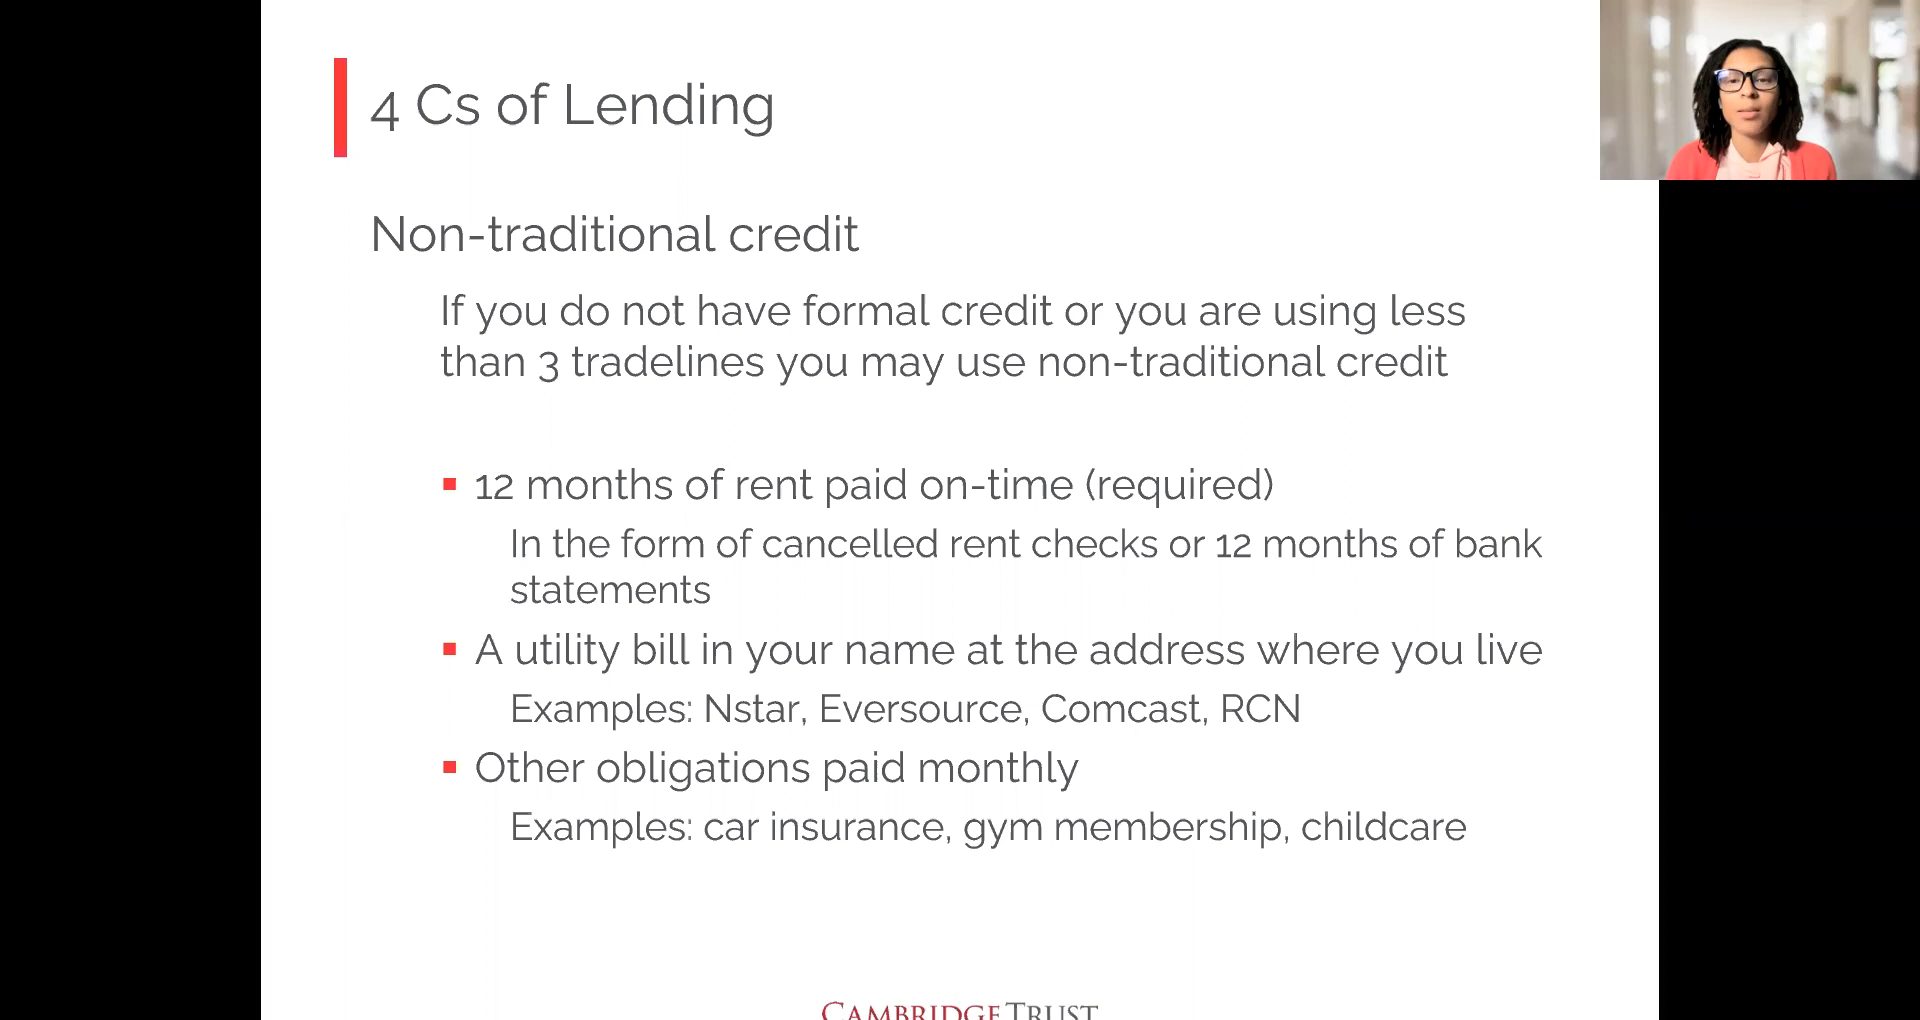 4 Cs of Lending
Non-traditional credit
If you do not have formal credit or you are using less
than 3 tradelines you may use non-traditional credit
▪ 12 months of rent paid on-time (required)
In the form of cancelled rent checks or 12 months of bank
statements
▪ A utility bill in your name at the address where you live
Examples: Nstar, Eversource, Comcast, RCN
▪ Other obligations paid monthly
Examples: car insurance, gym membership, childcare
CAMBRIDGE TRUST